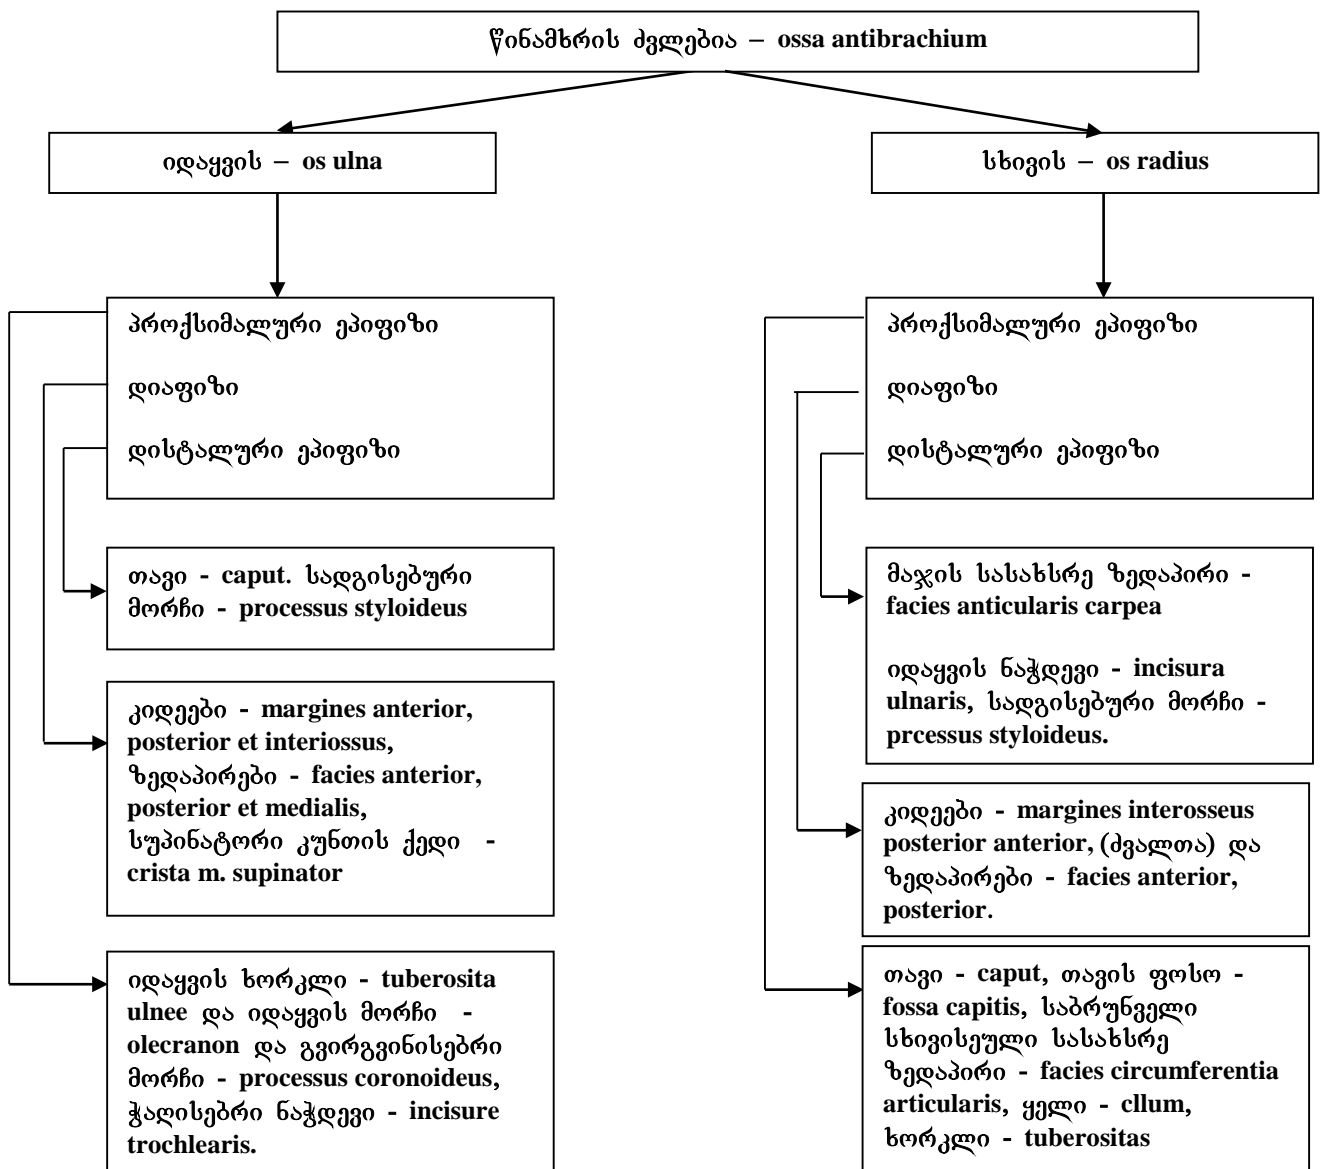 წინამხრის ძვლებია – ossa antibrachium
იდაყვის – os ulna
სხივის – os radius
პროქსიმალური ეპიფიზი
დიაფიზი
დისტალური ეპიფიზი
პროქსიმალური ეპიფიზი
დიაფიზი
დისტალური ეპიფიზი
თავი - caput. სადგისებური
მორჩი - processus styloideus
მაჯის სასახსრე ზედაპირი -
facies anticularis carpea
იდაყვის ნაჭდევი - incisura
ulnaris, სადგისებური მორჩი -
prcessus styloideus.
კიდეები - margines anterior,
posterior et interiossus,
ზედაპირები - facies anterior,
posterior et medialis,
სუპინატორი კუნთის ქედი -
crista m. supinator
კიდეები - margines interosseus
posterior anterior, (ძვალთა) და
ზედაპირები - facies anterior,
posterior.
იდაყვის ხორკლი - tuberosita
ulnee და იდაყვის მორჩი -
olecranon და გვირგვინისებრი
მორჩი - processus coronoideus,
ჭაღისებრი ნაჭდევი - incisure
trochlearis.
თავი - caput, თავის ფოსო -
fossa capitis, საბრუნველი
სხივისეული სასახსრე
ზედაპირი - facies circumferentia
articularis, ყელი - cllum,
ხორკლი - tuberositas